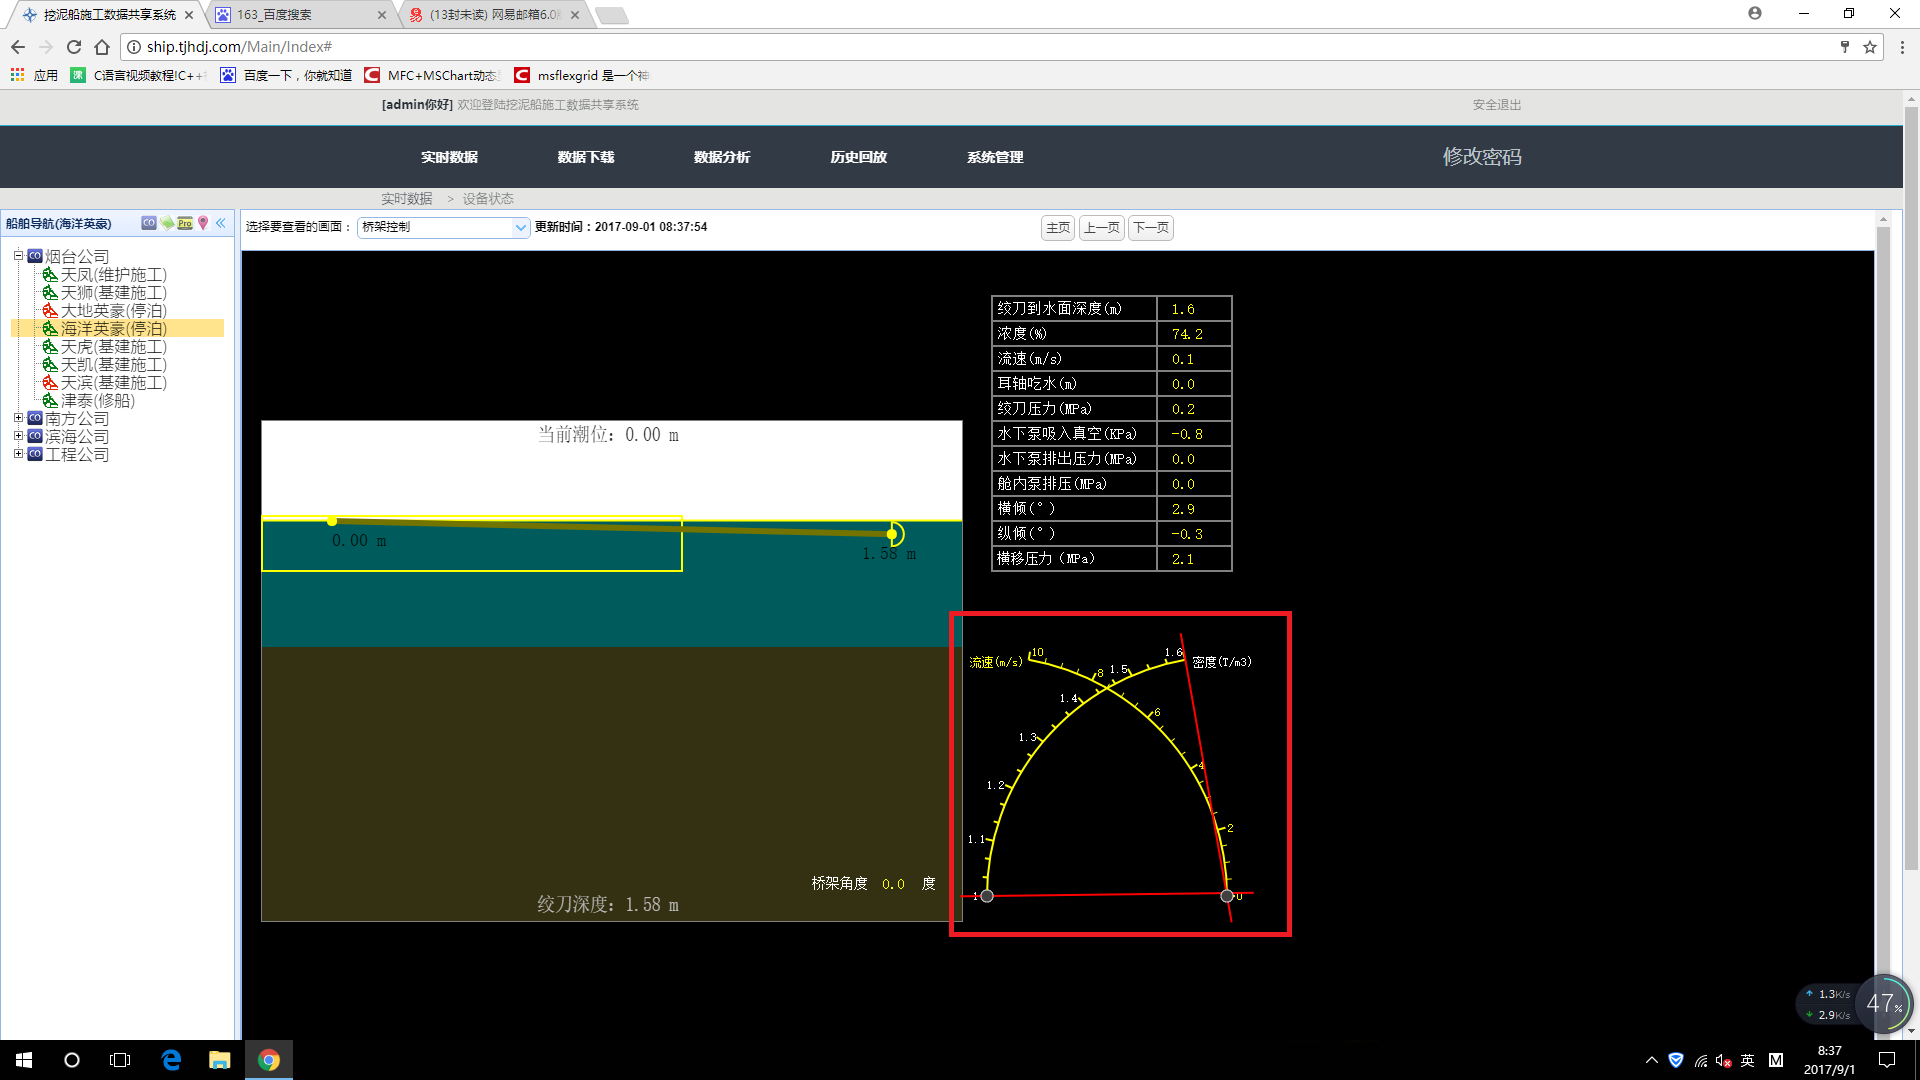 挖泥船施工数据共享系统
163_百度搜索
(13封未读) 网易邮箱6.0
ship.tjhdj.com/Main/Index#
应用
C语言视频教程!C++
百度一下，你就知道
MFC+MSChart动态
msflexgrid 是一个神
[admin你好] 欢迎登陆挖泥船施工数据共享系统
安全退出
实时数据
数据下载
数据分析
历史回放
系统管理
修改密码
实时数据 > 设备状态
船舶导航(海洋英豪)
CO
Pro
选择要查看的画面：
桥架控制
更新时间：2017-09-01 08:37:54
主页
上一页
下一页
CO 烟台公司
天凤(维护施工)
天狮(基建施工)
大地英豪(停泊)
海洋英豪(停泊)
天虎(基建施工)
天凯(基建施工)
天滨(基建施工)
津泰(修船)
CO 南方公司
CO 滨海公司
CO 工程公司
绞刀到水面深度(m) 1.6
浓度(%) 74.2
流速(m/s) 0.1
耳轴吃水(m) 0.0
绞刀压力(MPa) 0.2
水下泵吸入真空(KPa) -0.8
水下泵排出压力(MPa) 0.0
舱内泵排压(MPa) 0.0
横倾(°) 2.9
纵倾(°) -0.3
横移压力 (MPa) 2.1
当前潮位: 0.00 m
0.00 m
1.58 m
桥架角度 0.0 度
绞刀深度: 1.58 m
流速(m/s)
10
8
6
4
2
0
密度(T/m3)
1.6
1.5
1.4
1.3
1.2
1.1
1
1.3K/s
2.9K/s
47%
英
M
8:37
2017/9/1